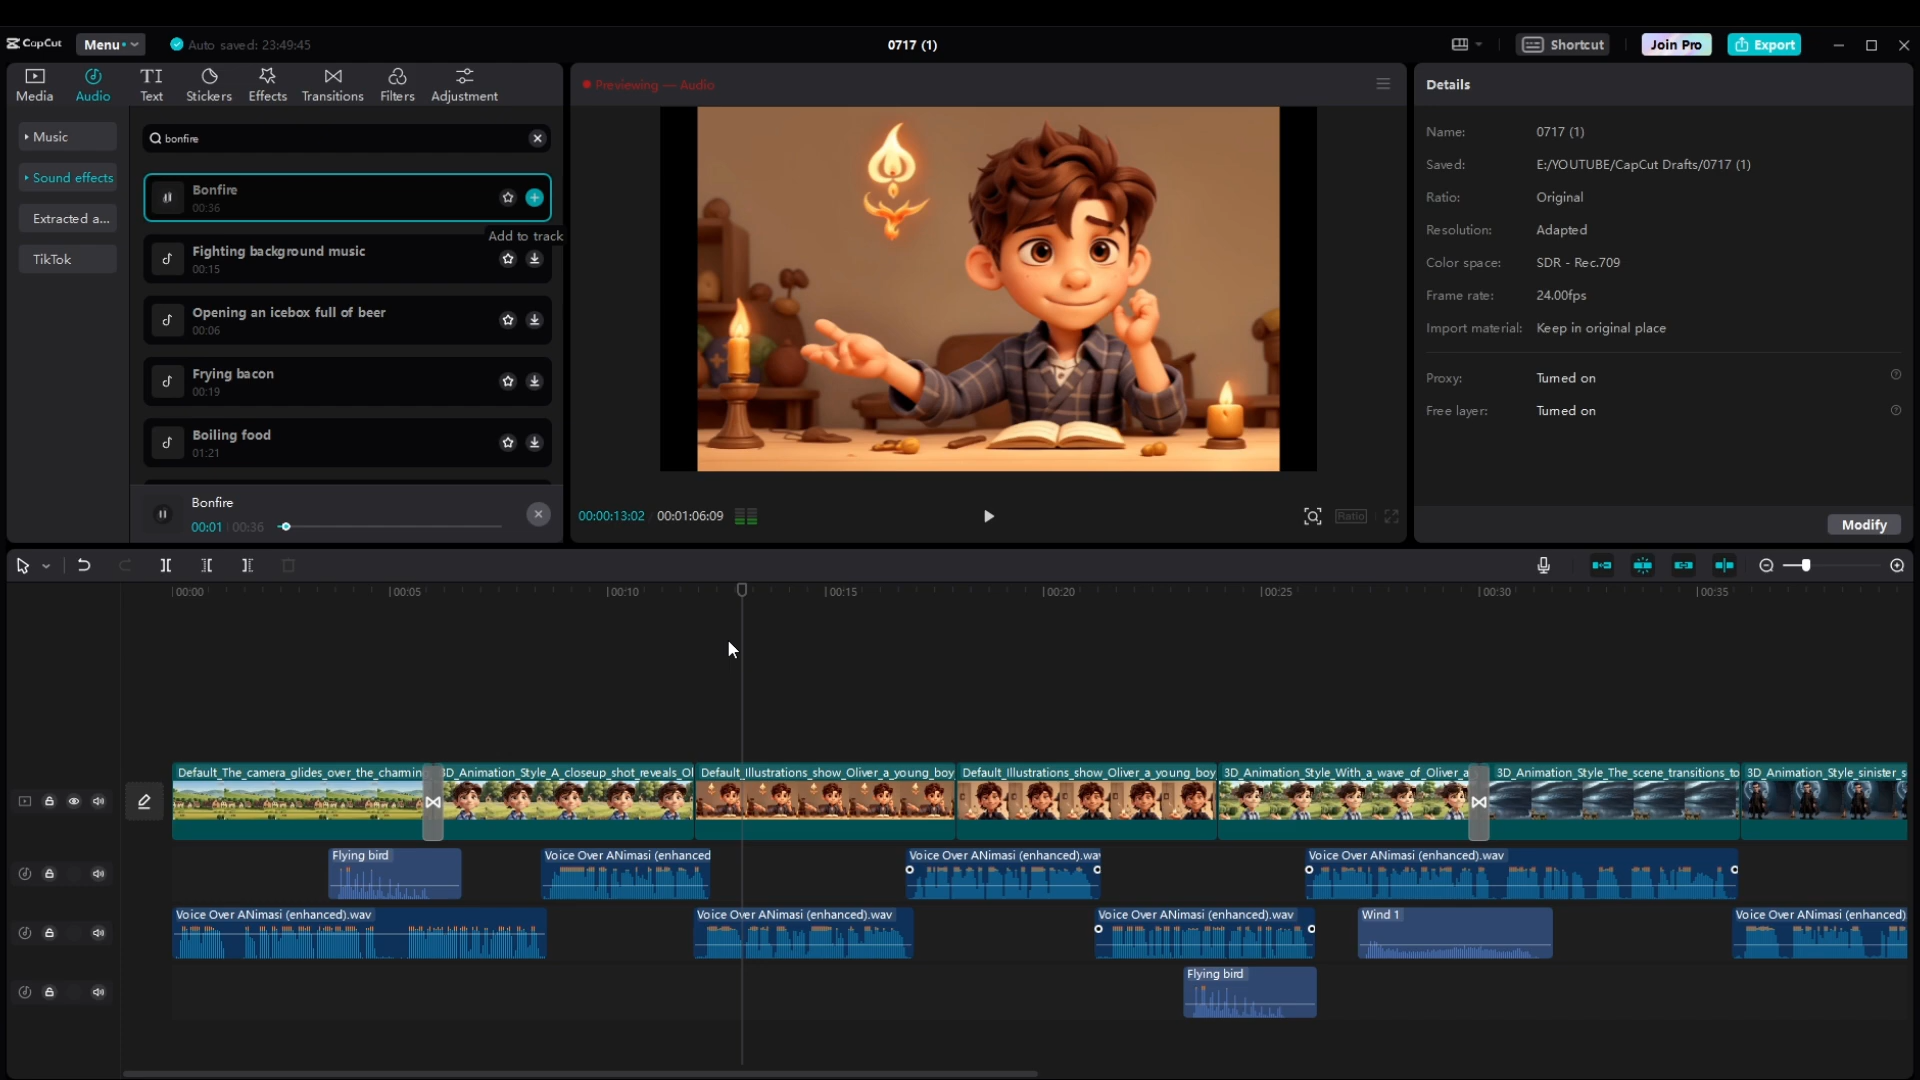 CapCut
Menu
Auto saved: 23:49:45
0717 (1)
Shortcut
Join Pro
Export
Media
Audio
Text
Stickers
Effects
Transitions
Filters
Adjustment
Music
Sound effects
Extracted a...
TikTok
bonfire
Bonfire
00:36
Add to track
Fighting background music
00:15
Opening an icebox full of beer
00:06
Frying bacon
00:19
Boiling food
01:21
Bonfire
00:01 00:36
Previewing — Audio
00:00:13:02 00:01:06:09
Ratio
Details
Name: 0717 (1)
Saved: E:/YOUTUBE/CapCut Drafts/0717 (1)
Ratio: Original
Resolution: Adapted
Color space: SDR - Rec.709
Frame rate: 24.00fps
Import material: Keep in original place
Proxy: Turned on
Free layer: Turned on
Modify
00:00 00:05 00:10 00:15 00:20 00:25 00:30 00:35
Default_The_camera_glides_over_the_charming 3D_Animation_Style_A_closeup_shot_reveals_Ol Default_Illustrations_show_Oliver_a_young_boy Default_Illustrations_show_Oliver_a_young_boy 3D_Animation_Style_With_a_wave_of_Oliver_a 3D_Animation_Style_The_scene_transitions_to 3D_Animation_Style_sinister_s
Flying bird Voice Over ANimasi (enhanced Voice Over ANimasi (enhanced).wav Voice Over ANimasi (enhanced).wav
Voice Over ANimasi (enhanced).wav Voice Over ANimasi (enhanced).wav Voice Over ANimasi (enhanced).wav Wind 1 Voice Over ANimasi (enhanced)
Flying bird